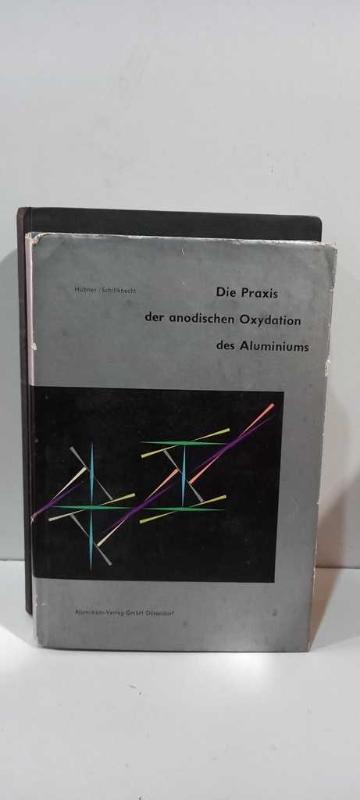 Hübner / Schiltknecht
Die Praxis
der anodischen Oxydation
des Aluminiums
Aluminium-Verlag GmbH Düsseldorf